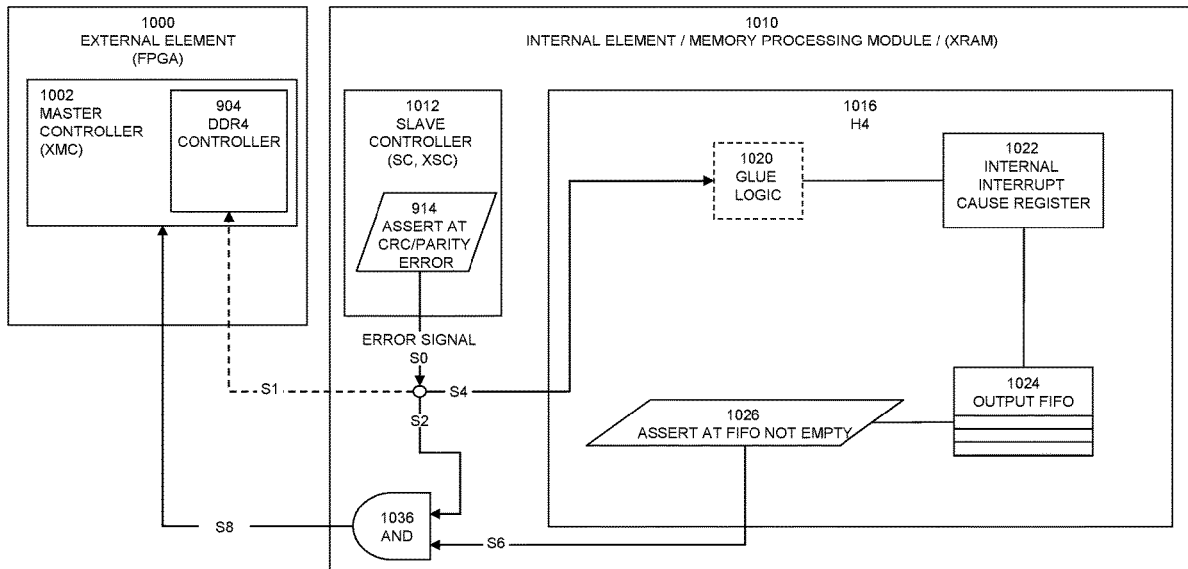 1000
EXTERNAL ELEMENT
(FPGA)
1002
MASTER
CONTROLLER
(XMC)
904
DDR4
CONTROLLER
1010
INTERNAL ELEMENT / MEMORY PROCESSING MODULE / (XRAM)
1012
SLAVE
CONTROLLER
(SC, XSC)
914
ASSERT AT
CRC/PARITY
ERROR
ERROR SIGNAL
S0
S1
S4
S2
1016
H4
1020
GLUE
LOGIC
1022
INTERNAL
INTERRUPT
CAUSE REGISTER
1024
OUTPUT FIFO
1026
ASSERT AT FIFO NOT EMPTY
1036
AND
S8
S6